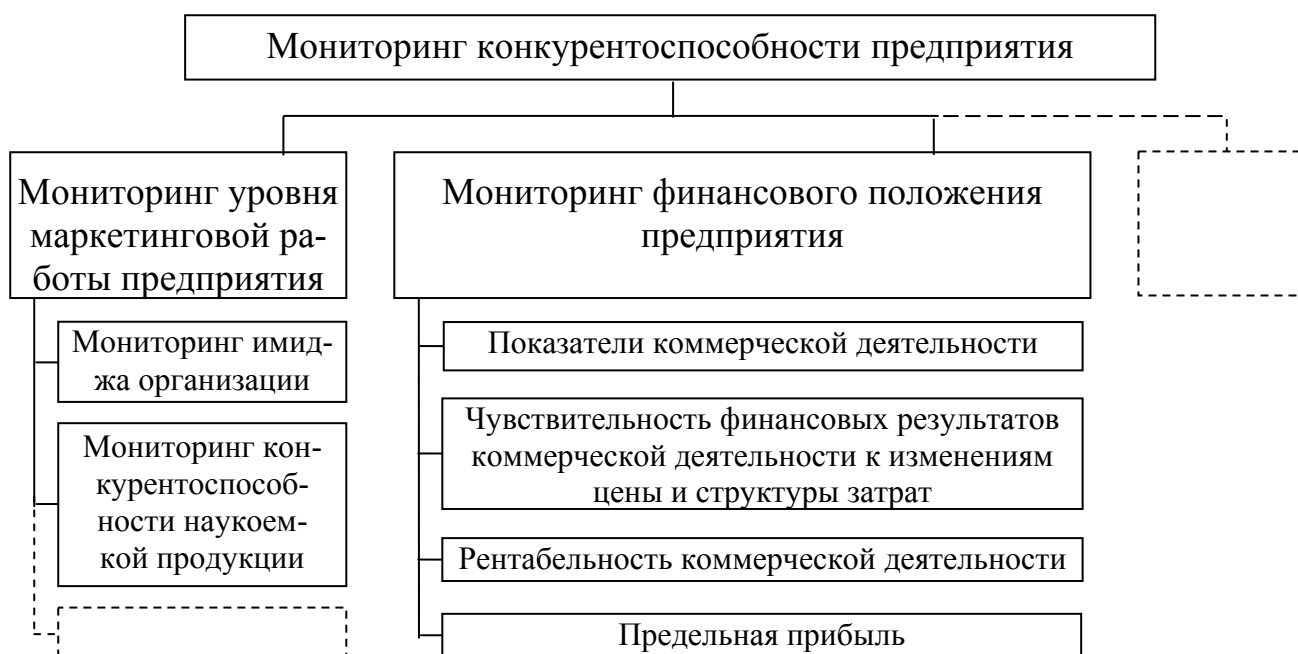 Мониторинг конкурентоспособности предприятия
Мониторинг уровня
маркетинговой ра-
боты предприятия
Мониторинг финансового положения
предприятия
Мониторинг имид-
жа организации
Мониторинг кон-
курентоспособ-
ности наукоем-
кой продукции
Показатели коммерческой деятельности
Чувствительность финансовых результатов
коммерческой деятельности к изменениям
цены и структуры затрат
Рентабельность коммерческой деятельности
Предельная прибыль